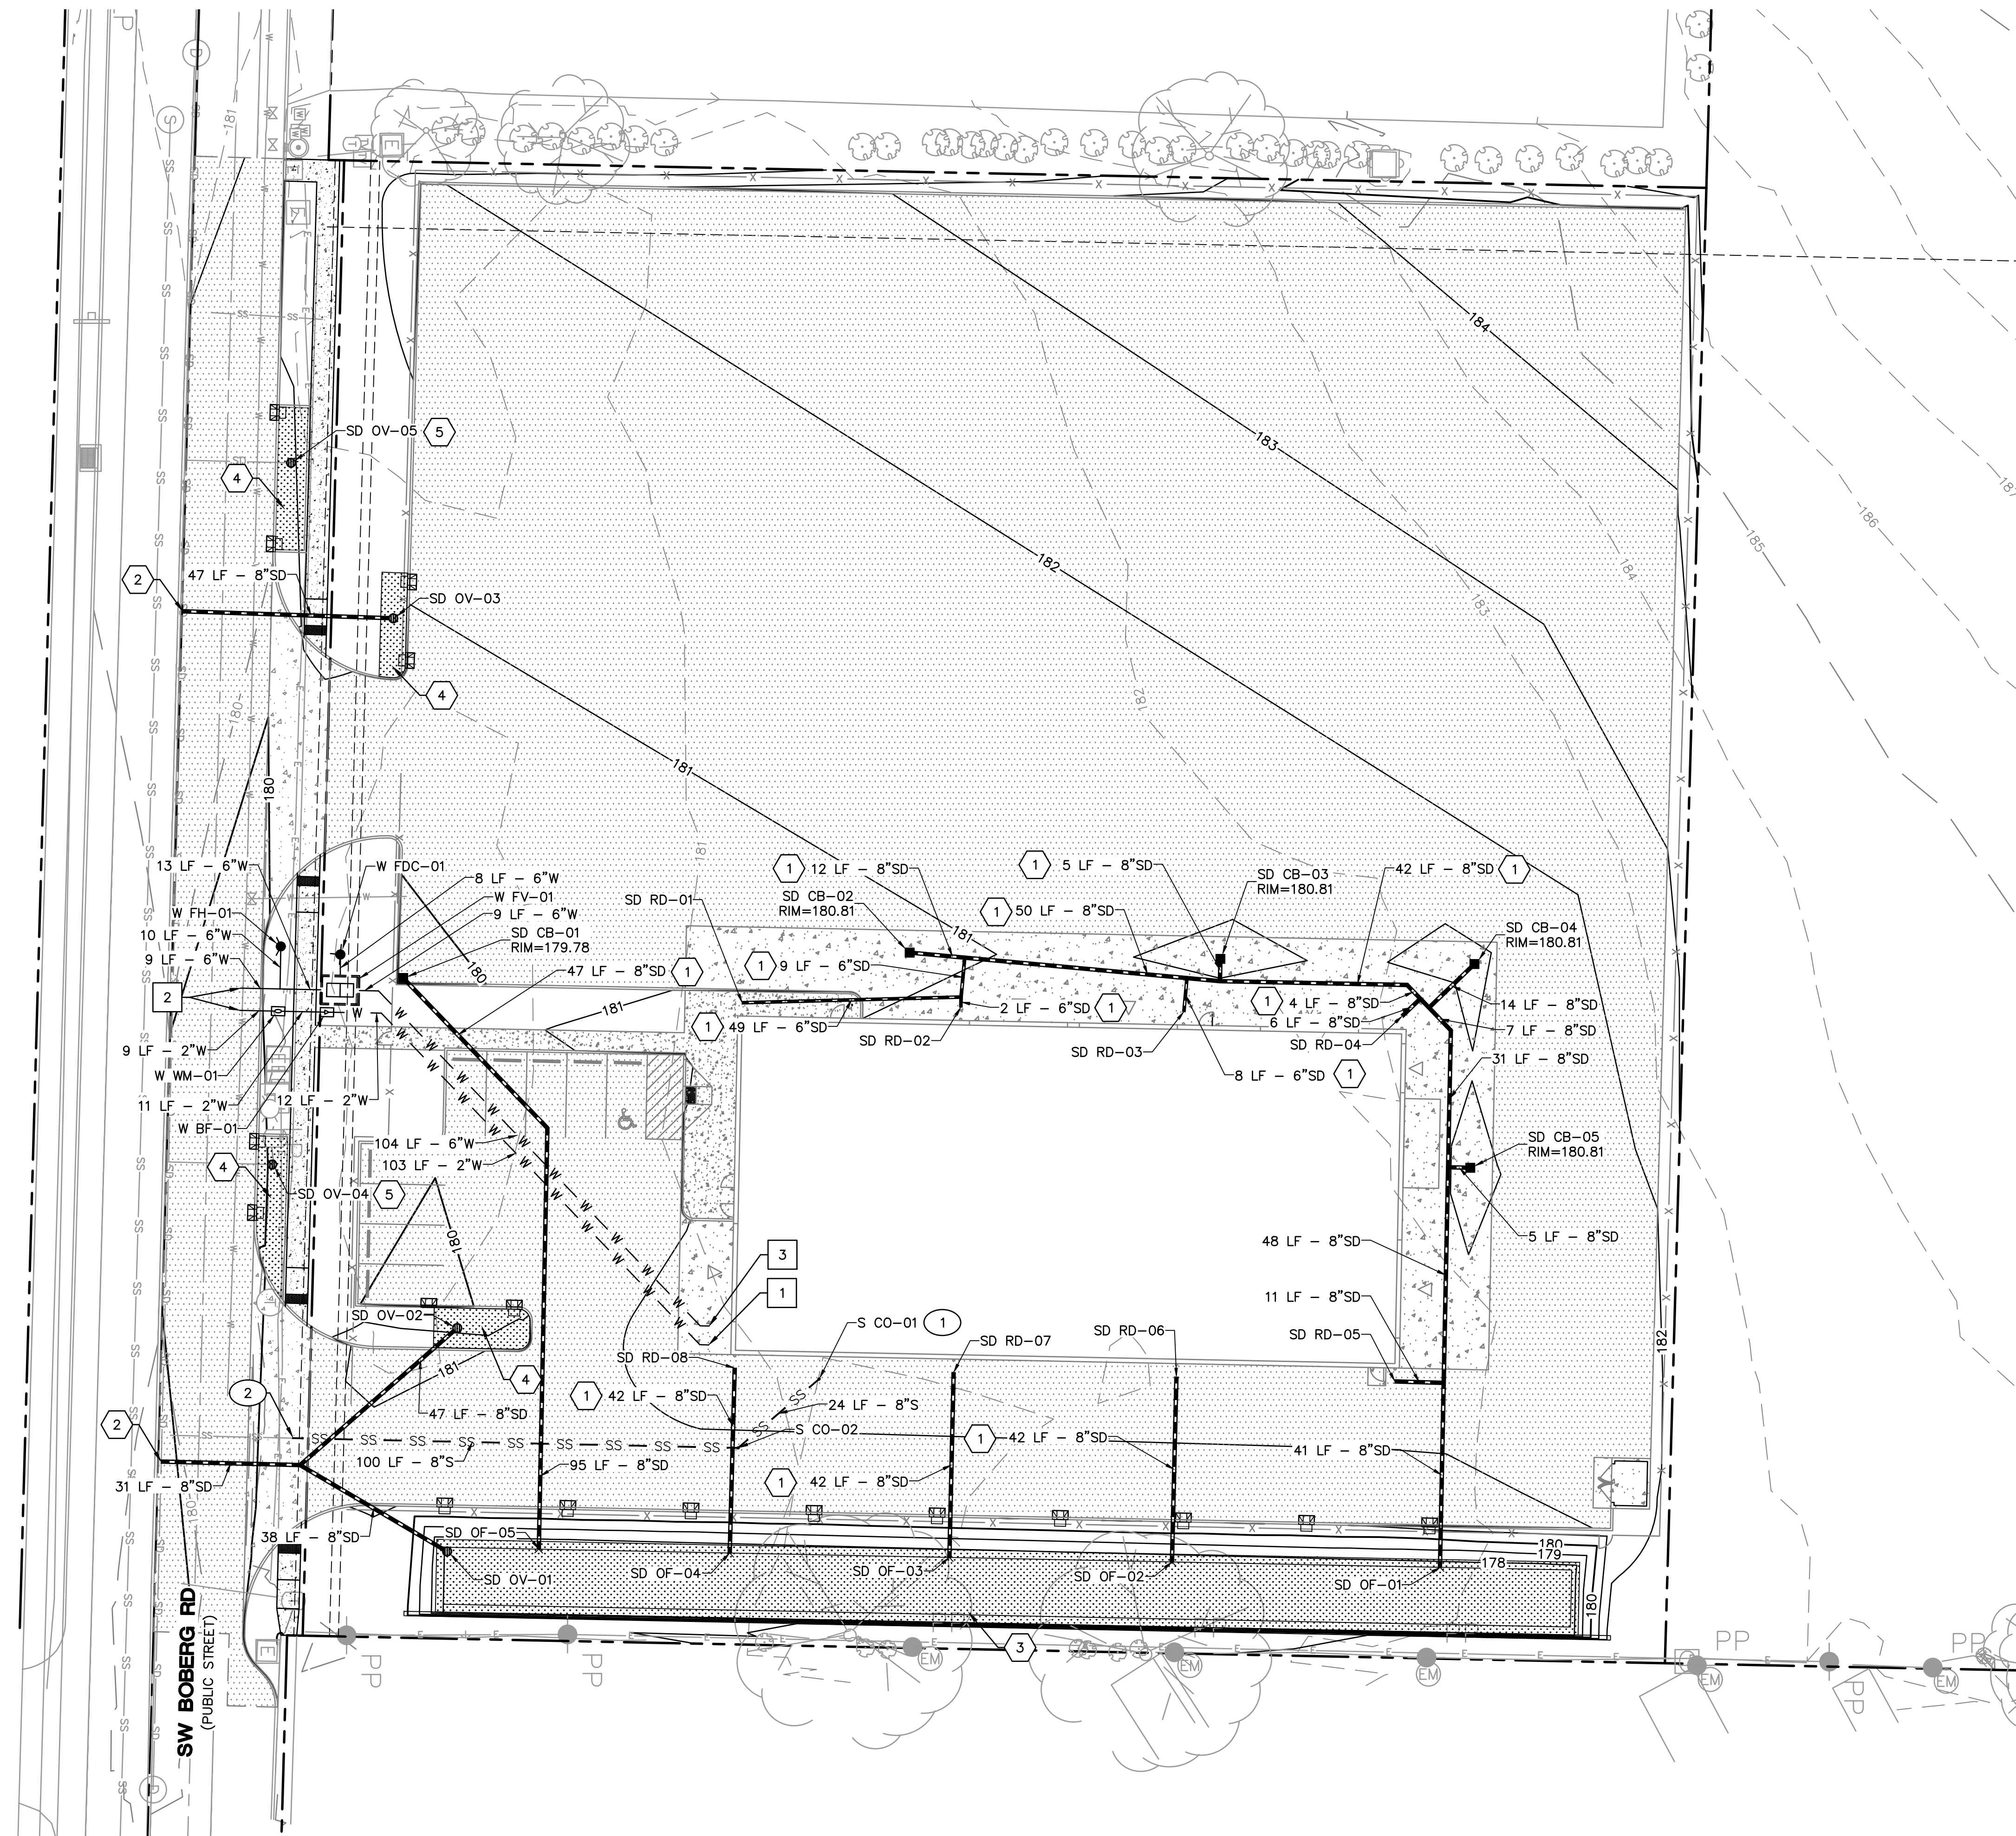 184
183
182
181
181
185
186
187
184
183
182
181
180
180
SD OV-05 5
4
2
47 LF - 8"SD
SD OV-03
4
13 LF - 6"W
W FDC-01
8 LF - 6"W
W FV-01
9 LF - 6"W
W FH-01
10 LF - 6"W
9 LF - 6"W
SD CB-01
RIM=179.78
180
2
47 LF - 8"SD 1
9 LF - 2"W
W WM-01
11 LF - 2"W
12 LF - 2"W
W BF-01
SD RD-01
1 12 LF - 8"SD
SD CB-02
RIM=180.81
1 5 LF - 8"SD
SD CB-03
RIM=180.81
42 LF - 8"SD 1
1 50 LF - 8"SD
181
SD CB-04
RIM=180.81
1 9 LF - 6"SD
2 LF - 6"SD 1
1 4 LF - 8"SD
14 LF - 8"SD
181
1 49 LF - 6"SD
6 LF - 8"SD
7 LF - 8"SD
SD RD-02
SD RD-03
SD RD-04
31 LF - 8"SD
8 LF - 6"SD 1
104 LF - 6"W
103 LF - 2"W
SD CB-05
RIM=180.81
4
SD OV-04 5
180
5 LF - 8"SD
48 LF - 8"SD
3
1
11 LF - 8"SD
SD OV-02
S CO-01 1
SD RD-07
SD RD-06
SD RD-05
182
SD RD-08
181
4
2
1 42 LF - 8"SD
24 LF - 8"S
47 LF - 8"SD
2
S CO-02
1 42 LF - 8"SD
41 LF - 8"SD
100 LF - 8"S
95 LF - 8"SD
1 42 LF - 8"SD
31 LF - 8"SD
180
38 LF - 8"SD
SD OF-05
180
179
178
SD OV-01
SD OF-04
SD OF-03
SD OF-02
SD OF-01
180
3
SW BOBERG RD
(PUBLIC STREET)
PP
PP
EM
EM
EM
PP
EM
PP
PP
EM